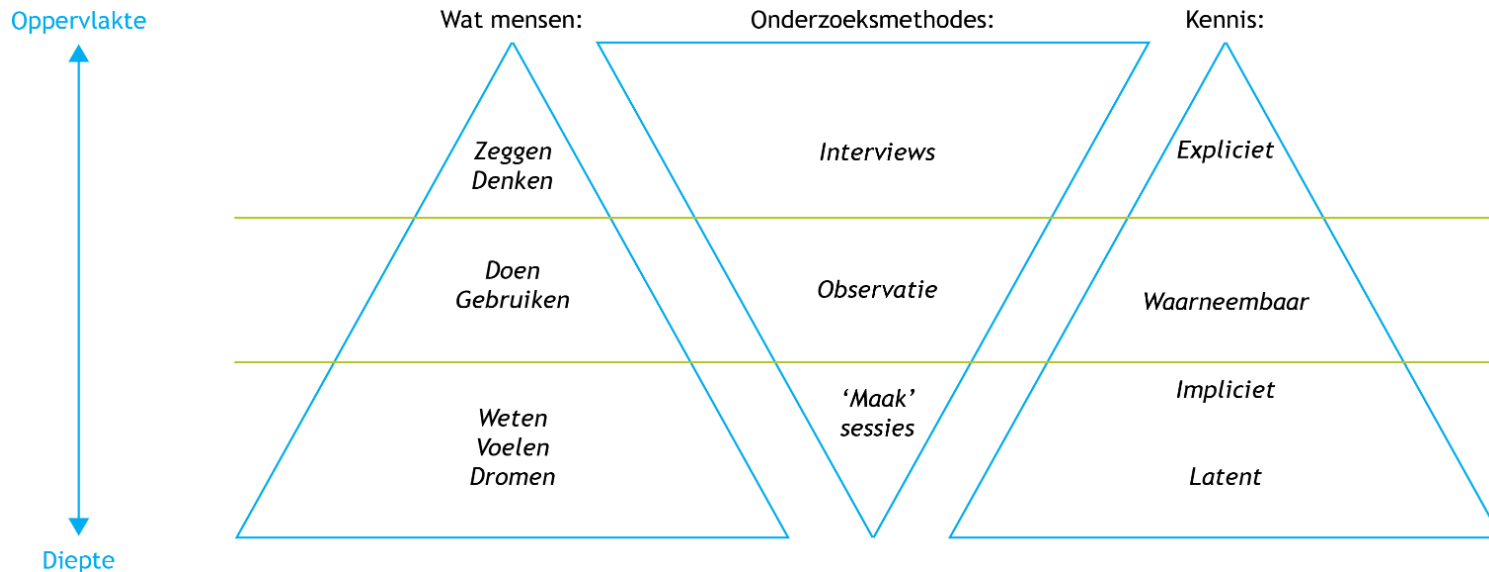 Oppervlakte
Wat mensen:
Onderzoeksmethodes:
Kennis:
Zeggen
Denken
Interviews
Expliciet
Doen
Gebruiken
Observatie
Waarneembaar
Weten
Voelen
Dromen
‘Maak’
sessies
Impliciet
Latent
Diepte